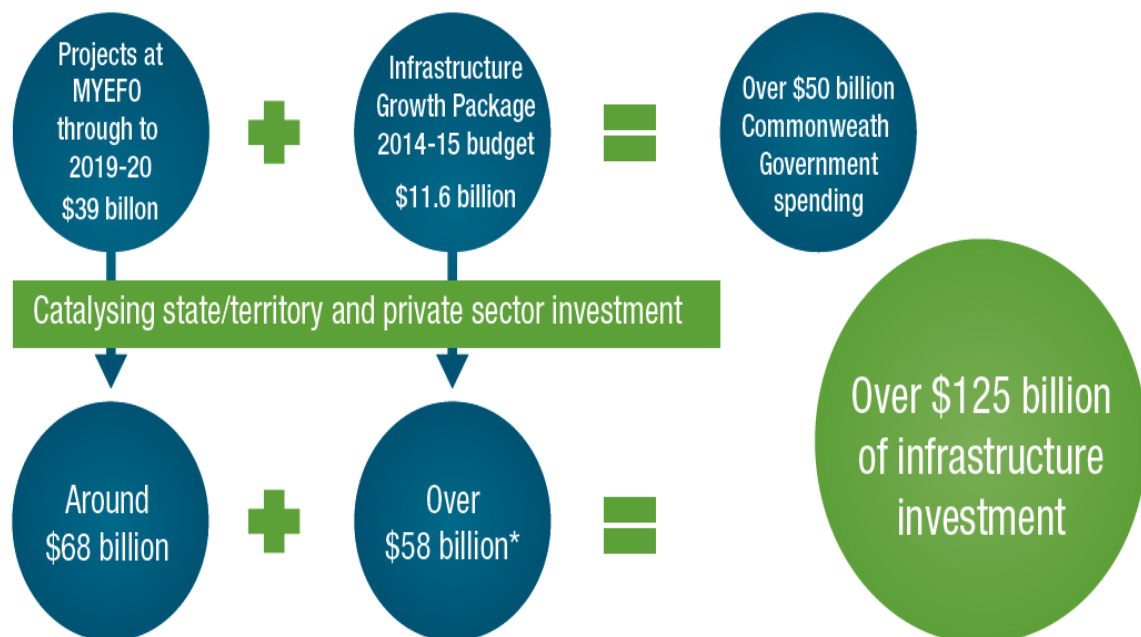 Projects at
MYEFO
through to
2019-20
$39 billon
Infrastructure
Growth Package
2014-15 budget
$11.6 billion
Over $50 billion
Commonweath
Government
spending
Catalysing state/territory and private sector investment
Around
$68 billion
Over
$58 billion*
Over $125 billion
of infrastructure
investment